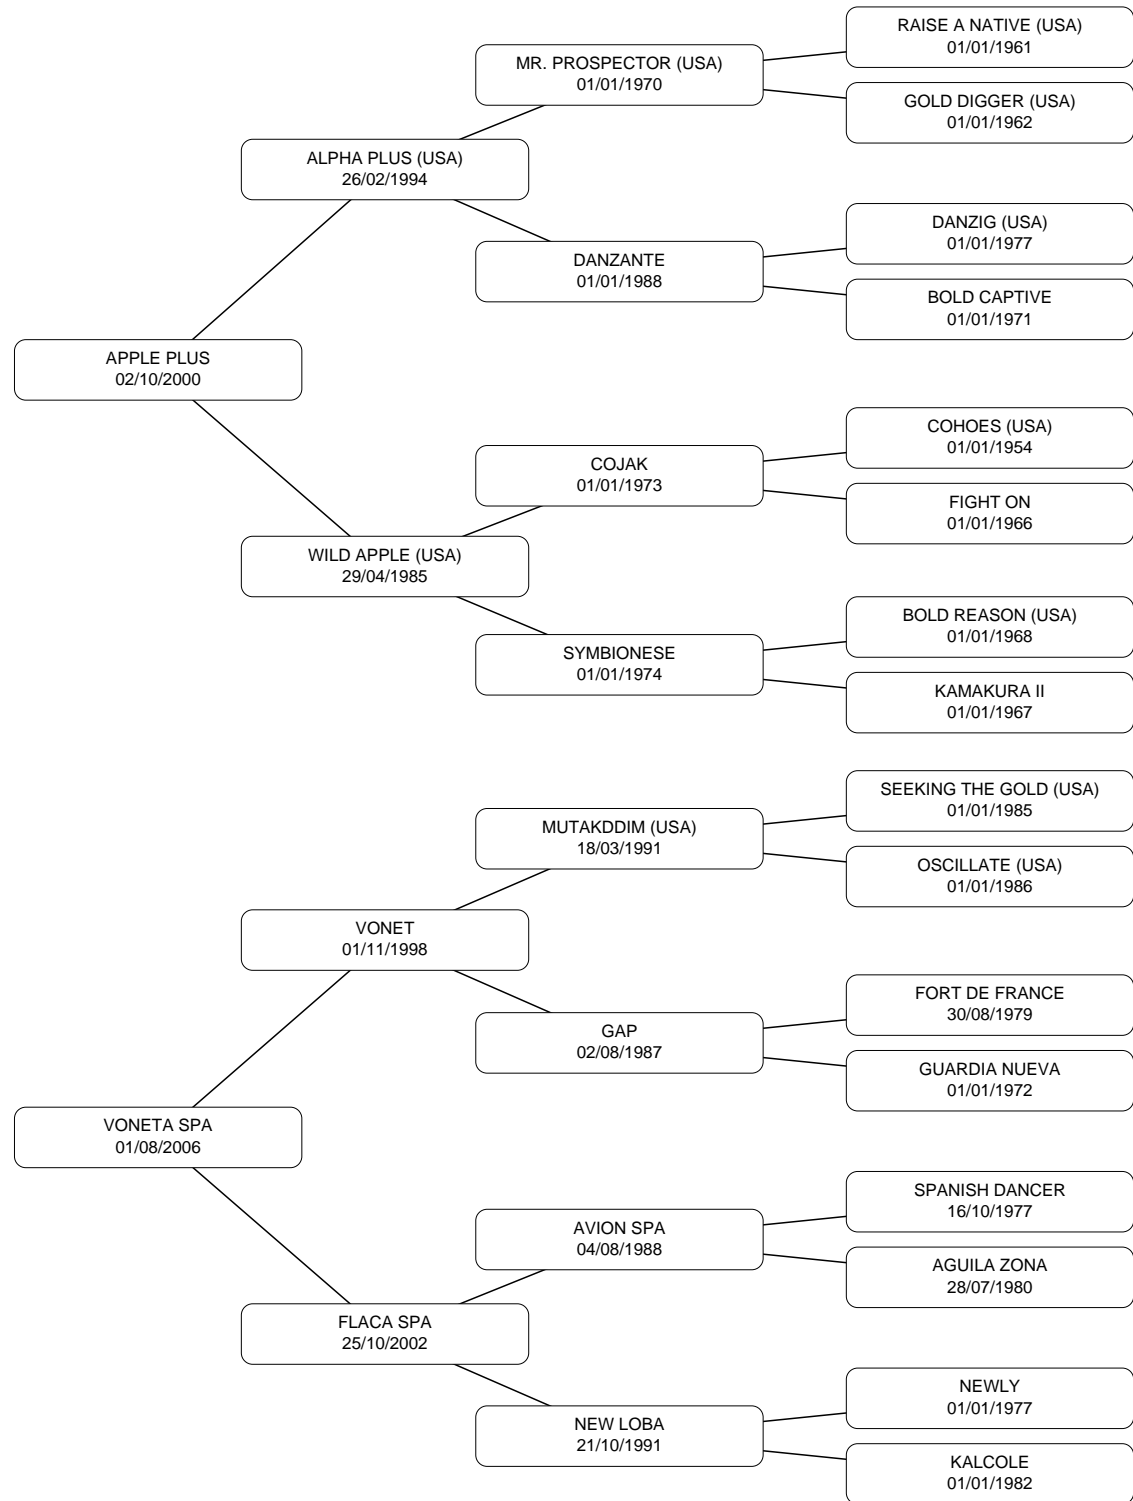 RAISE A NATIVE (USA)
01/01/1961
MR. PROSPECTOR (USA)
01/01/1970
GOLD DIGGER (USA)
01/01/1962
ALPHA PLUS (USA)
26/02/1994
DANZIG (USA)
01/01/1977
DANZANTE
01/01/1988
BOLD CAPTIVE
01/01/1971
APPLE PLUS
02/10/2000
COHOES (USA)
01/01/1954
COJAK
01/01/1973
FIGHT ON
01/01/1966
WILD APPLE (USA)
29/04/1985
BOLD REASON (USA)
01/01/1968
SYMBIONESE
01/01/1974
KAMAKURA II
01/01/1967
SEEKING THE GOLD (USA)
01/01/1985
MUTAKDDIM (USA)
18/03/1991
OSCILLATE (USA)
01/01/1986
VONET
01/11/1998
FORT DE FRANCE
30/08/1979
GAP
02/08/1987
GUARDIA NUEVA
01/01/1972
VONETA SPA
01/08/2006
SPANISH DANCER
16/10/1977
AVION SPA
04/08/1988
AGUILA ZONA
28/07/1980
FLACA SPA
25/10/2002
NEWLY
01/01/1977
NEW LOBA
21/10/1991
KALCOLE
01/01/1982